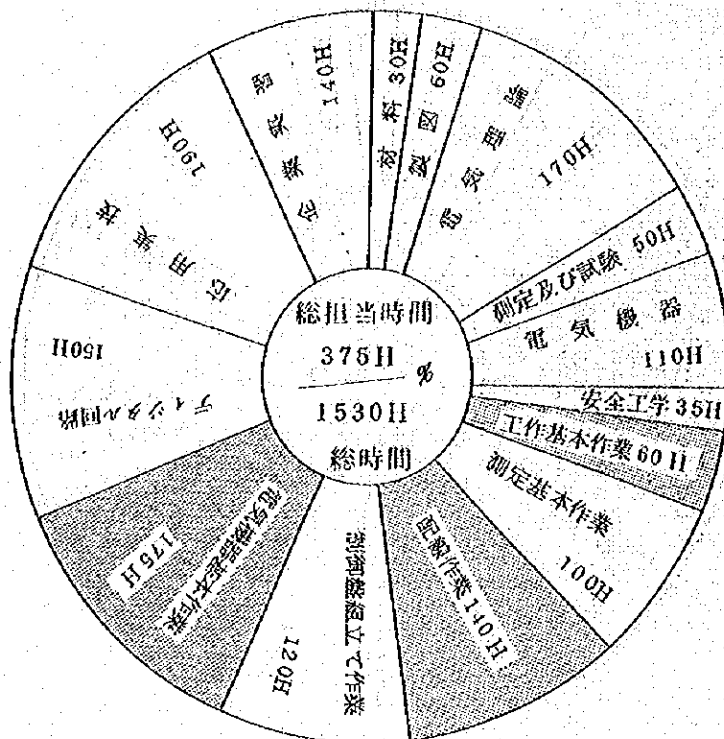 材料 30H
製図 60H
電気理論
170H
測定及び試験 50H
電気機器
110H
安全工学 35H
工作基本作業 60H
測定基本作業
100H
配線作業 140H
制御盤組立て作業
120H
電気機器基本作業
175H
ディジタル回路
150H
応用実技
190H
140H
総担当時間
375H
%
1530H
総時間